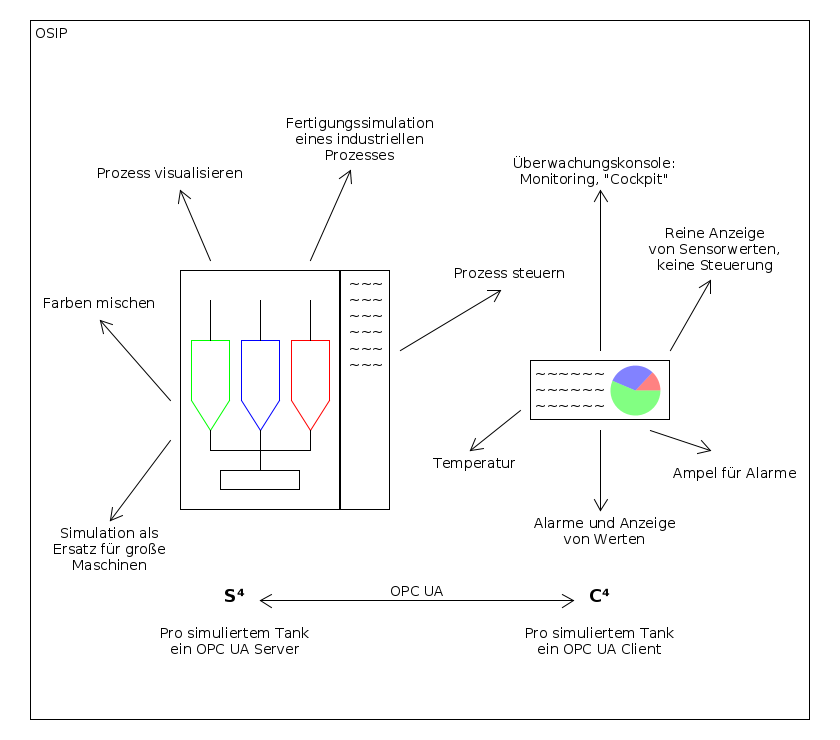 OSIP
Fertigungssimulation
eines industriellen
Prozesses
Prozess visualisieren
Überwachungskonsole:
Monitoring, "Cockpit"
Reine Anzeige
von Sensorwerten,
keine Steuerung
Prozess steuern
Farben mischen
~~~
~~~
~~~
~~~
~~~
~~~
~~~~~~
~~~~~~
~~~~~~
Temperatur
Ampel für Alarme
Simulation als
Ersatz für große
Maschinen
Alarme und Anzeige
von Werten
S⁴
OPC UA
C⁴
Pro simuliertem Tank
ein OPC UA Server
Pro simuliertem Tank
ein OPC UA Client